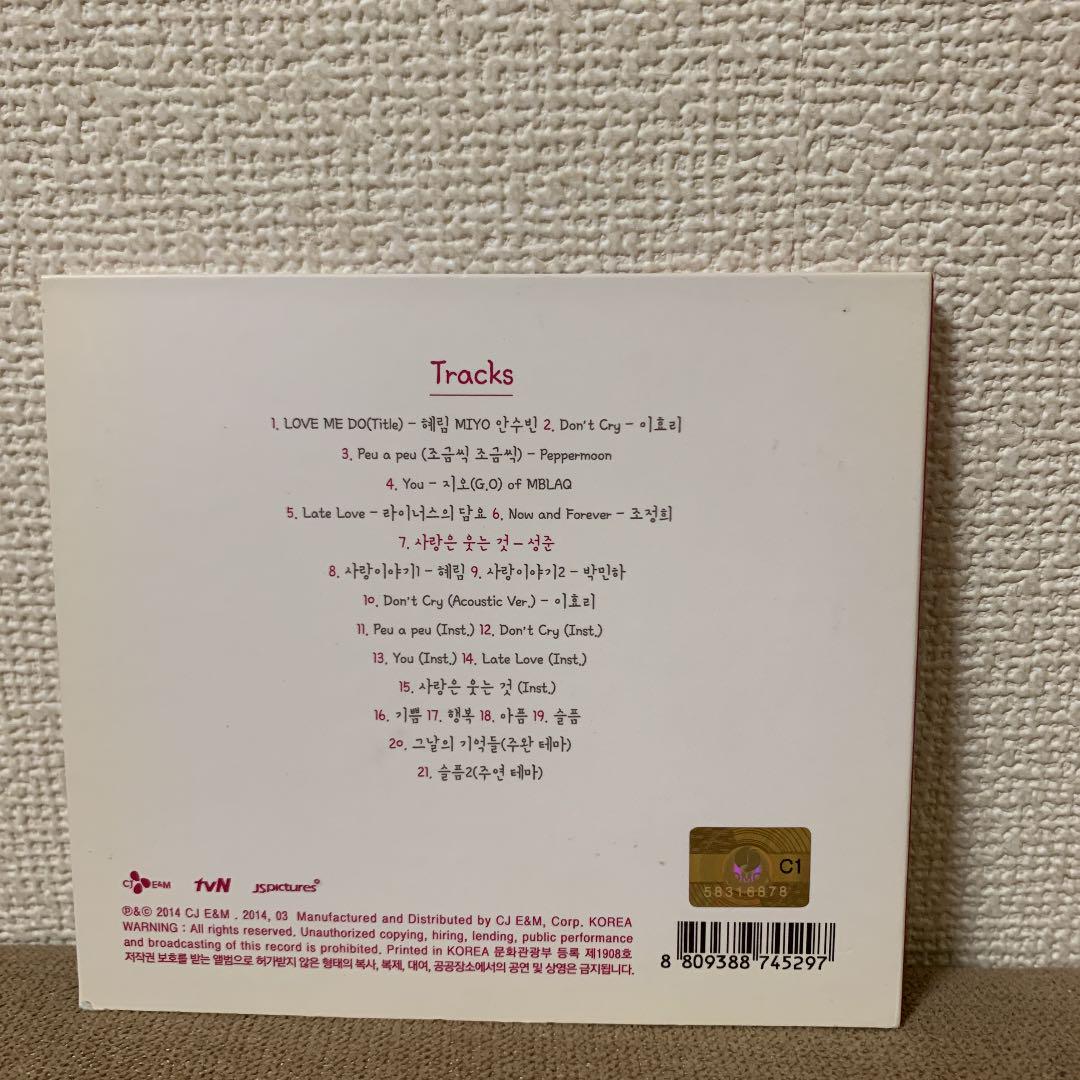 Tracks
1. LOVE ME DO(Title) – 혜림 MIYO 안수빈 2. Don't Cry – 이효리
3. Peu a peu (조금씩 조금씩) – Peppermoon
4. You – 지오(G.O) of MBLAQ
5. Late Love – 라이너스의 담요 6. Now and Forever – 조정희
7. 사랑은 웃는 것 – 성준
8. 사랑이야기1 – 혜림 9. 사랑이야기2 – 박민하
10. Don't Cry (Acoustic Ver.) – 이효리
11. Peu a peu (Inst.) 12. Don't Cry (Inst.)
13. You (Inst.) 14. Late Love (Inst.)
15. 사랑은 웃는 것 (Inst.)
16. 기쁨 17. 행복 18. 아픔 19. 슬픔
20. 그날의 기억들(주완 테마)
21. 슬픔2(주연 테마)
C1
58316878
CJ E&M tvN JSpictures
℗&© 2014 CJ E&M . 2014, 03 Manufactured and Distributed by CJ E&M, Corp. KOREA
WARNING : All rights reserved. Unauthorized copying, hiring, lending, public performance
and broadcasting of this record is prohibited. Printed in KOREA 문화관광부 등록 제1908호
저작권 보호를 받는 앨범으로 허가받지 않은 형태의 복사, 복제, 대여, 공공장소에서의 공연 및 상영은 금지됩니다.
8 809388 745297